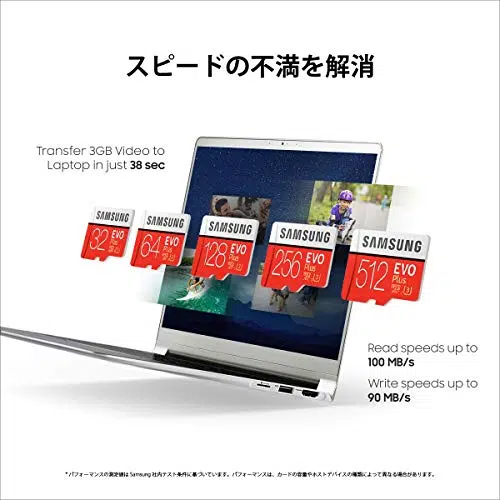 スピードの不満を解消
Transfer 3GB Video to
Laptop in just 38 sec
SAMSUNG
32 EVO
Plus
SAMSUNG
64 EVO
Plus
SAMSUNG
128 EVO
Plus
SAMSUNG
256 EVO
Plus
SAMSUNG
512 EVO
Plus
Read speeds up to
100 MB/s
Write speeds up to
90 MB/s
*パフォーマンスの測定値は Samsung 社内テスト条件に基づいています。パフォーマンスは、カードの容量やホストデバイスの種類によって異なる場合があります。